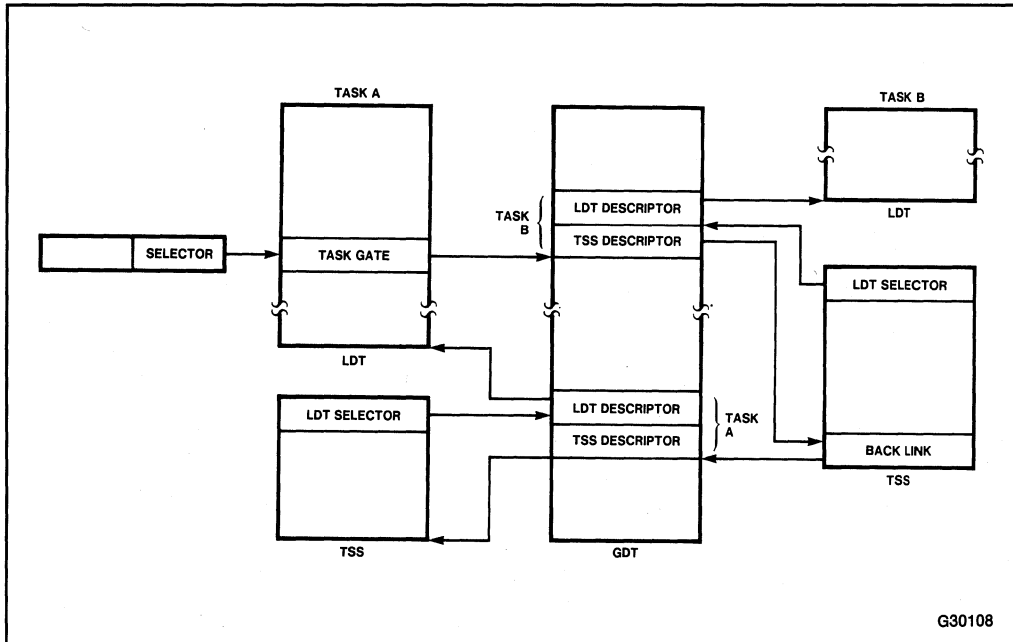 TASK A
TASK B
LDT DESCRIPTOR
TASK
B
LDT
SELECTOR
TASK GATE
TSS DESCRIPTOR
LDT SELECTOR
LDT
LDT SELECTOR
LDT DESCRIPTOR
TASK
A
TSS DESCRIPTOR
BACK LINK
TSS
TSS
GDT
G30108